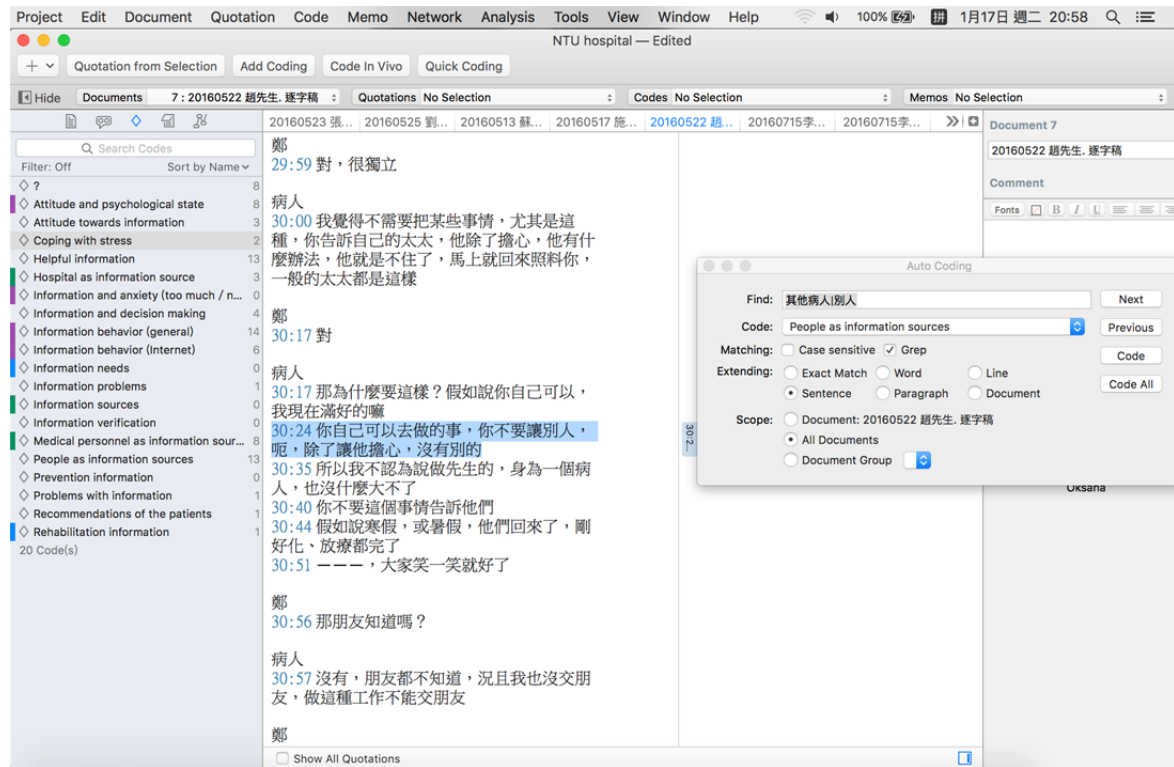 Project Edit Document Quotation Code Memo Network Analysis Tools View Window Help 100% 拼 1月17日 週二 20:58
NTU hospital — Edited
+ Quotation from Selection Add Coding Code In Vivo Quick Coding
Hide Documents 7 : 20160522 趙先生. 逐字稿 Quotations No Selection Codes No Selection Memos No Selection
20160523 張... 20160525 劉... 20160513 蘇... 20160517 施... 20160522 趙... 20160715李... 20160715李...
Search Codes
Filter: Off Sort by Name
? 8
Attitude and psychological state 8
Attitude towards information 3
Coping with stress 2
Helpful information 13
Hospital as information source 3
Information and anxiety (too much / n... 0
Information and decision making 4
Information behavior (general) 14
Information behavior (Internet) 6
Information needs 0
Information problems 1
Information sources 0
Information verification 0
Medical personnel as information sour... 8
People as information sources 13
Prevention information 0
Problems with information 1
Recommendations of the patients 1
Rehabilitation information 1
20 Code(s)
鄭
29:59 對，很獨立
病人
30:00 我覺得不需要把某些事情，尤其是這
種，你告訴自己的太太，他除了擔心，他有什
麼辦法，他就是不住了，馬上就回來照料你，
一般的太太都是這樣
鄭
30:17 對
病人
30:17 那為什麼要這樣？假如說你自己可以，
我現在滿好的嘛
30:24 你自己可以去做的事，你不要讓別人，
呃，除了讓他擔心，沒有別的
30:35 所以我不認為說做先生的，身為一個病
人，也沒什麼大不了
30:40 你不要這個事情告訴他們
30:44 假如說寒假，或暑假，他們回來了，剛
好化、放療都完了
30:51 ———，大家笑一笑就好了
鄭
30:56 那朋友知道嗎？
病人
30:57 沒有，朋友都不知道，況且我也沒交朋
友，做這種工作不能交朋友
鄭
30:2...
Show All Quotations
Document 7
20160522 趙先生. 逐字稿
Comment
Fonts B I U
Auto Coding
Find: 其他病人|別人 Next
Code: People as information sources Previous
Matching: Case sensitive Grep Code
Extending: Exact Match Word Line Code All
Sentence Paragraph Document
Scope: Document: 20160522 趙先生. 逐字稿
All Documents
Document Group
Oksana